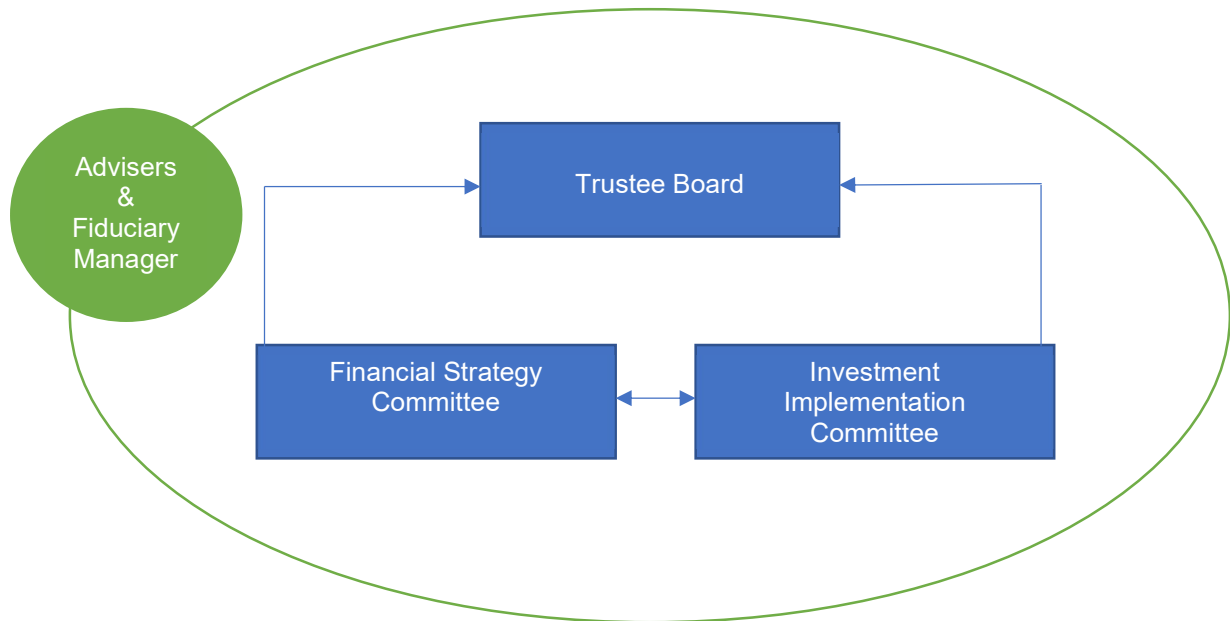 Advisers
&
Fiduciary
Manager
Trustee Board
Financial Strategy
Committee
Investment
Implementation
Committee